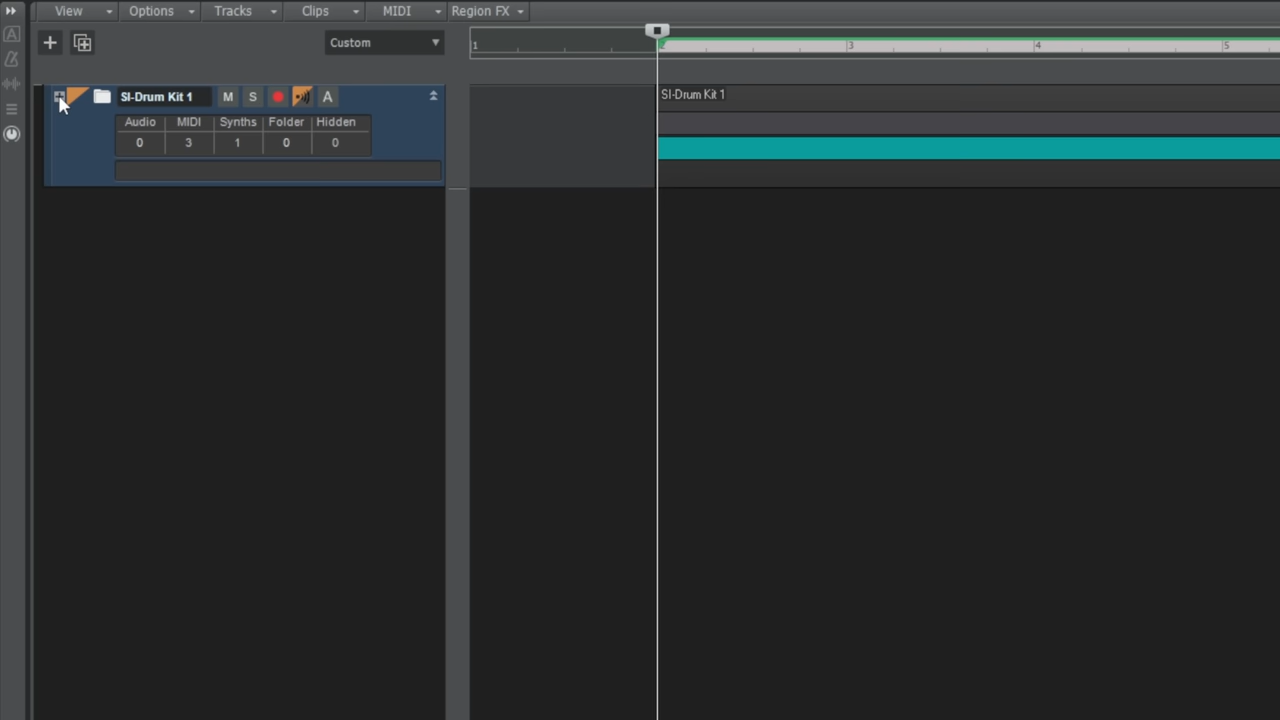 View Options Tracks Clips MIDI Region FX
Custom
1 2 3 4 5
SI-Drum Kit 1 M S A
SI-Drum Kit 1
Audio MIDI Synths Folder Hidden
0 3 1 0 0